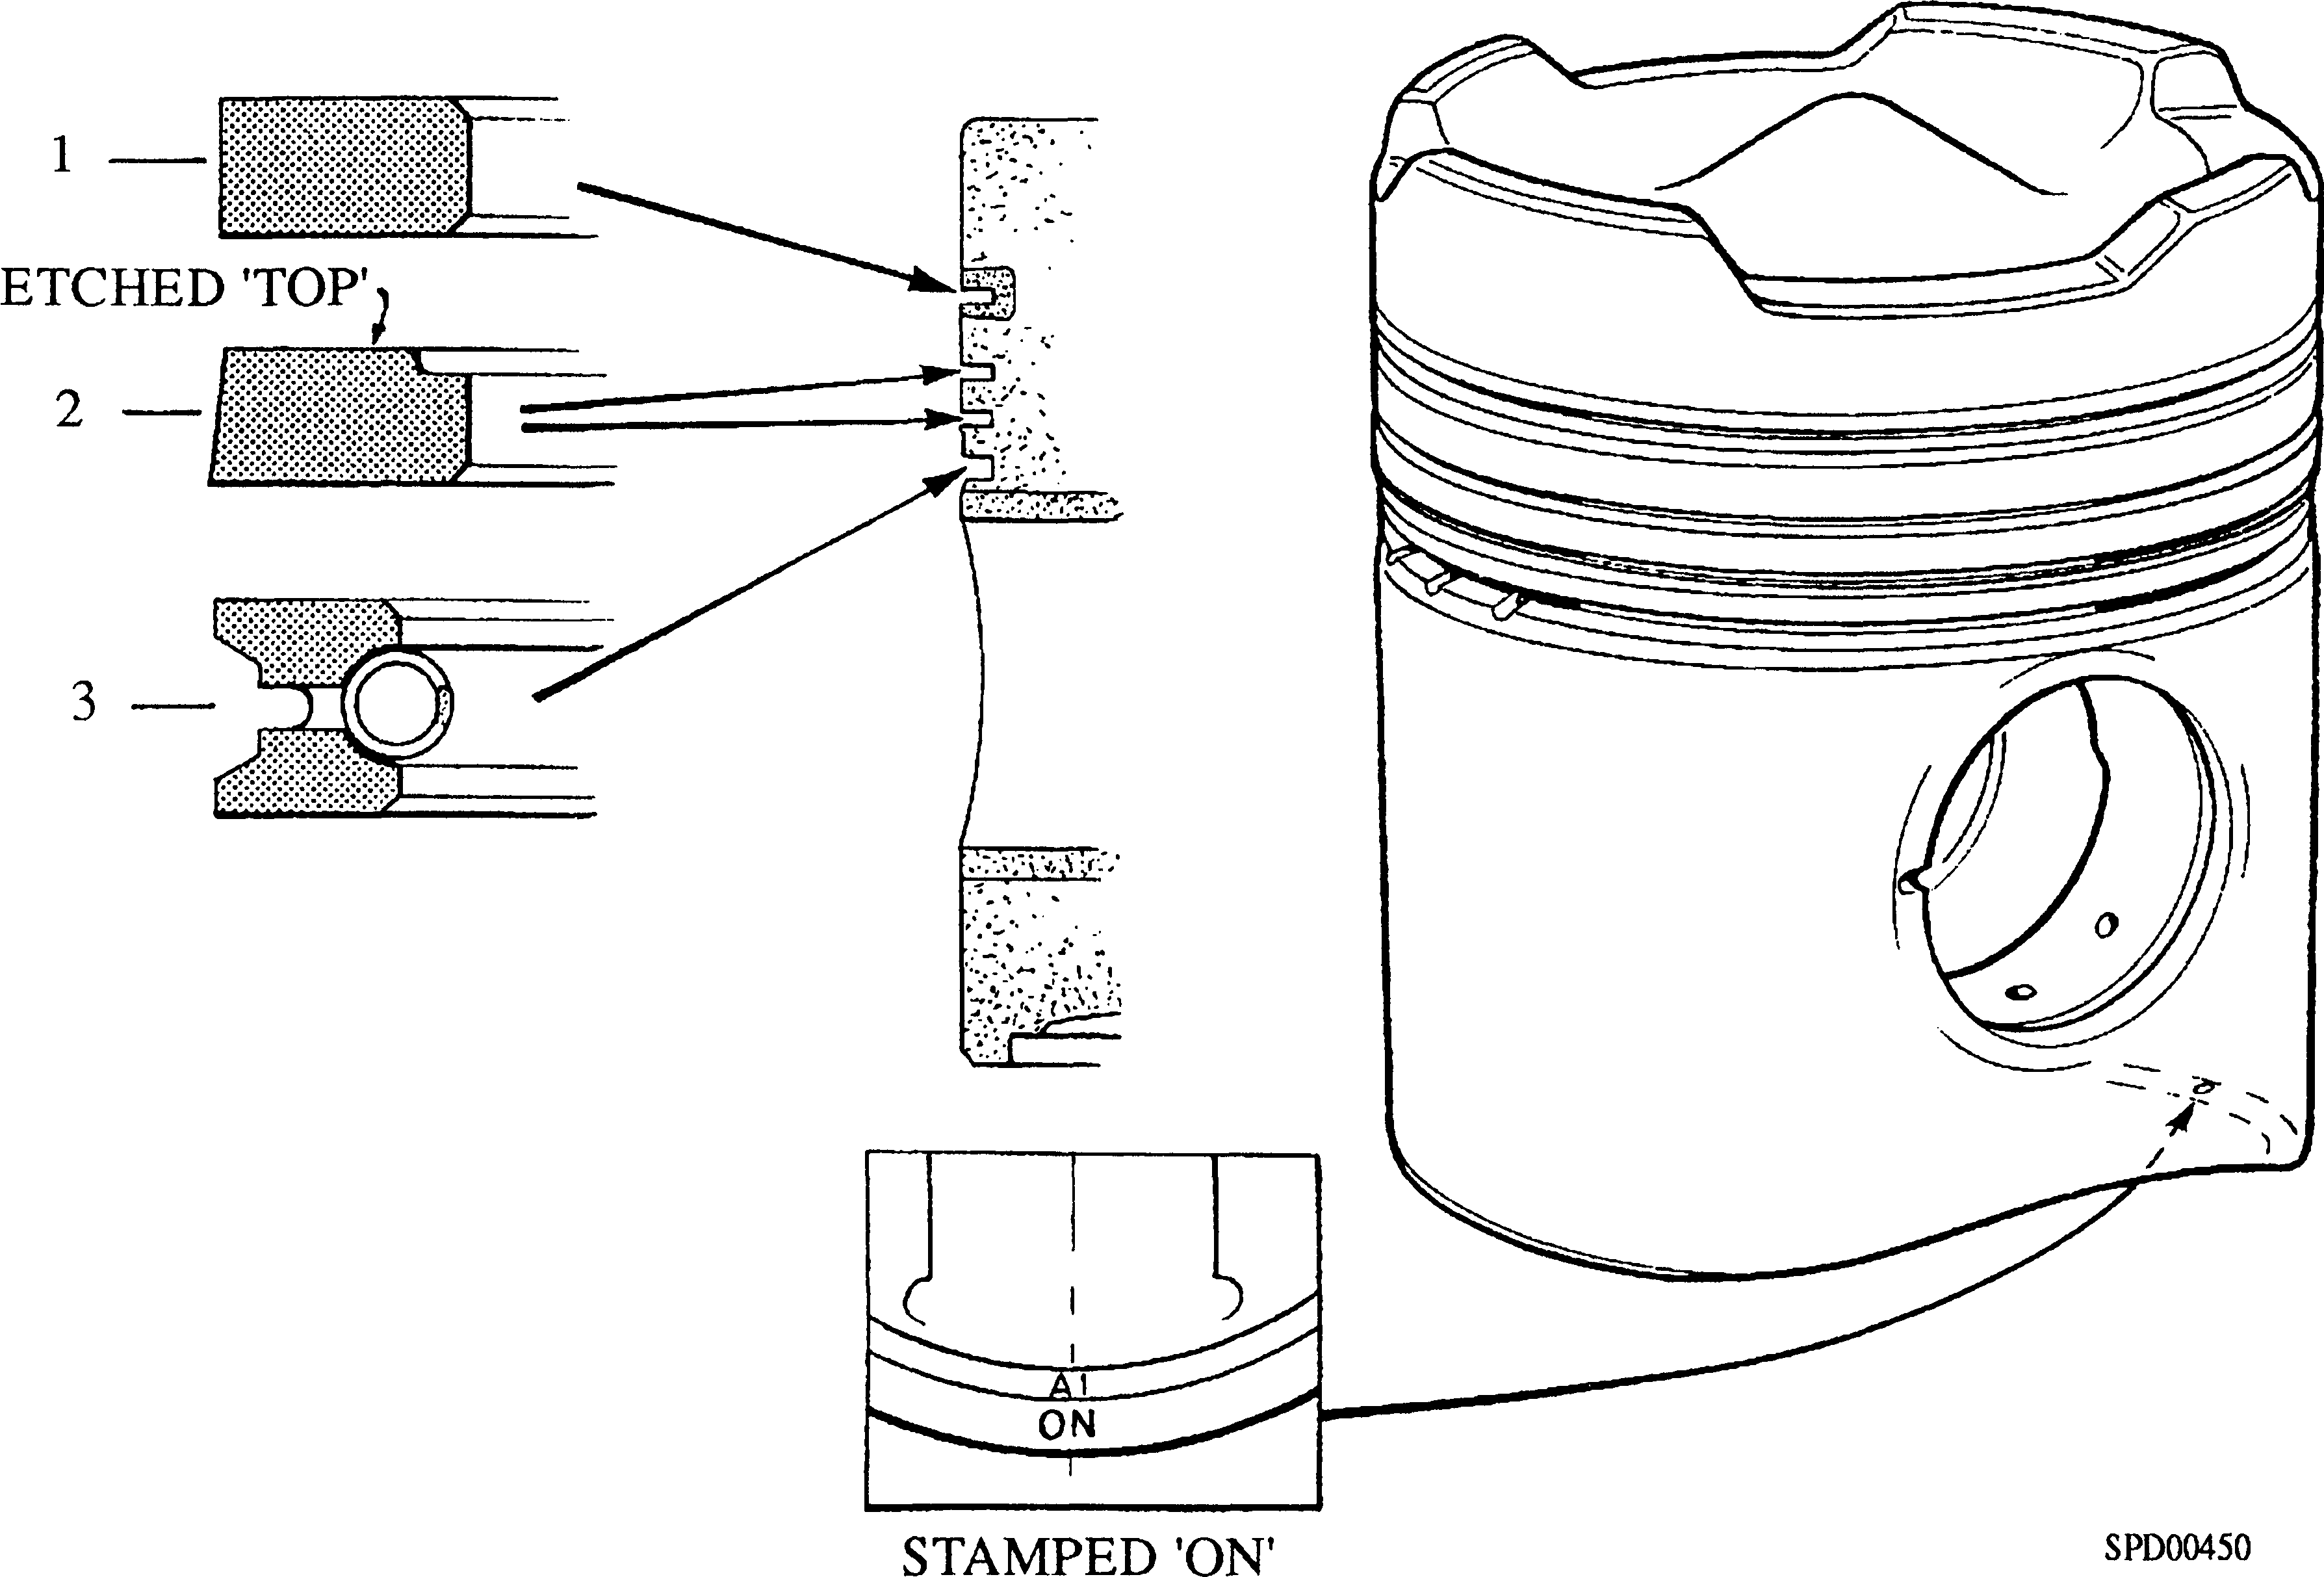 1
ETCHED 'TOP'
2
3
A1
ON
STAMPED 'ON'
SPD00450